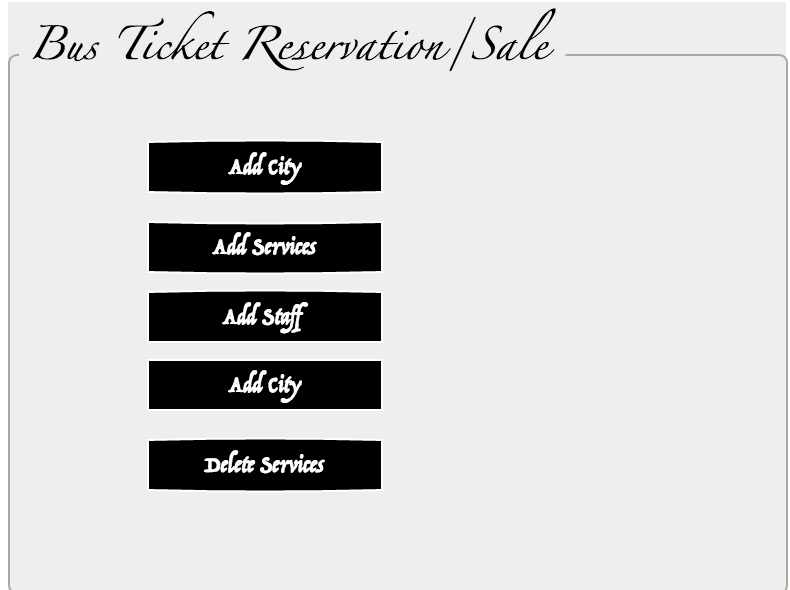 Bus Ticket Reservation/Sale
Add City
Add Services
Add Staff
Add City
Delete Services